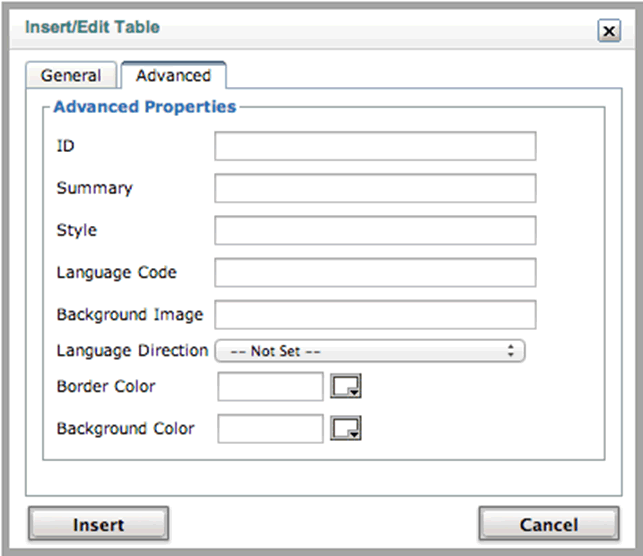 Insert/Edit Table
General Advanced
Advanced Properties
ID
Summary
Style
Language Code
Background Image
Language Direction -- Not Set --
Border Color
Background Color
Insert Cancel